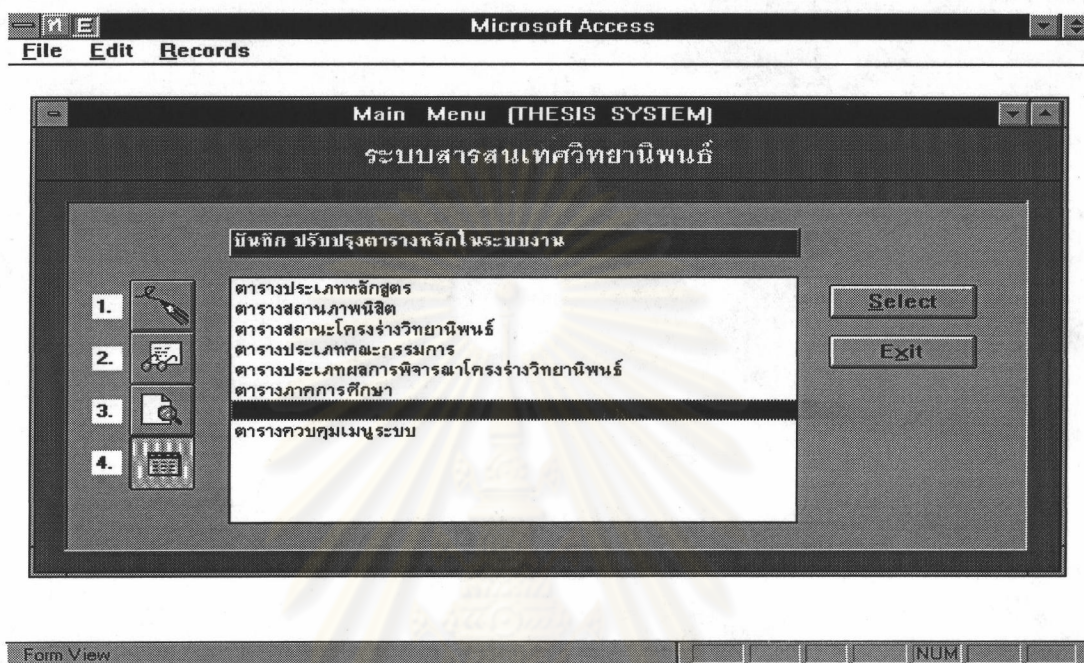 ท E Microsoft Access
File Edit Records
Main Menu (THESIS SYSTEM)
ระบบสารสนเทศวิทยานิพนธ์
บันทึก ปรับปรุงตารางหลักในระบบงาน
ตารางประเภทหลักสูตร
ตารางสถานภาพนิสิต
ตารางสถานะโครงร่างวิทยานิพนธ์
ตารางประเภทคณะกรรมการ
ตารางประเภทผลการพิจารณาโครงร่างวิทยานิพนธ์
ตารางภาคการศึกษา
ตารางควบคุมเมนูระบบ
1.
2.
3.
4.
Select
Exit
Form View NUM